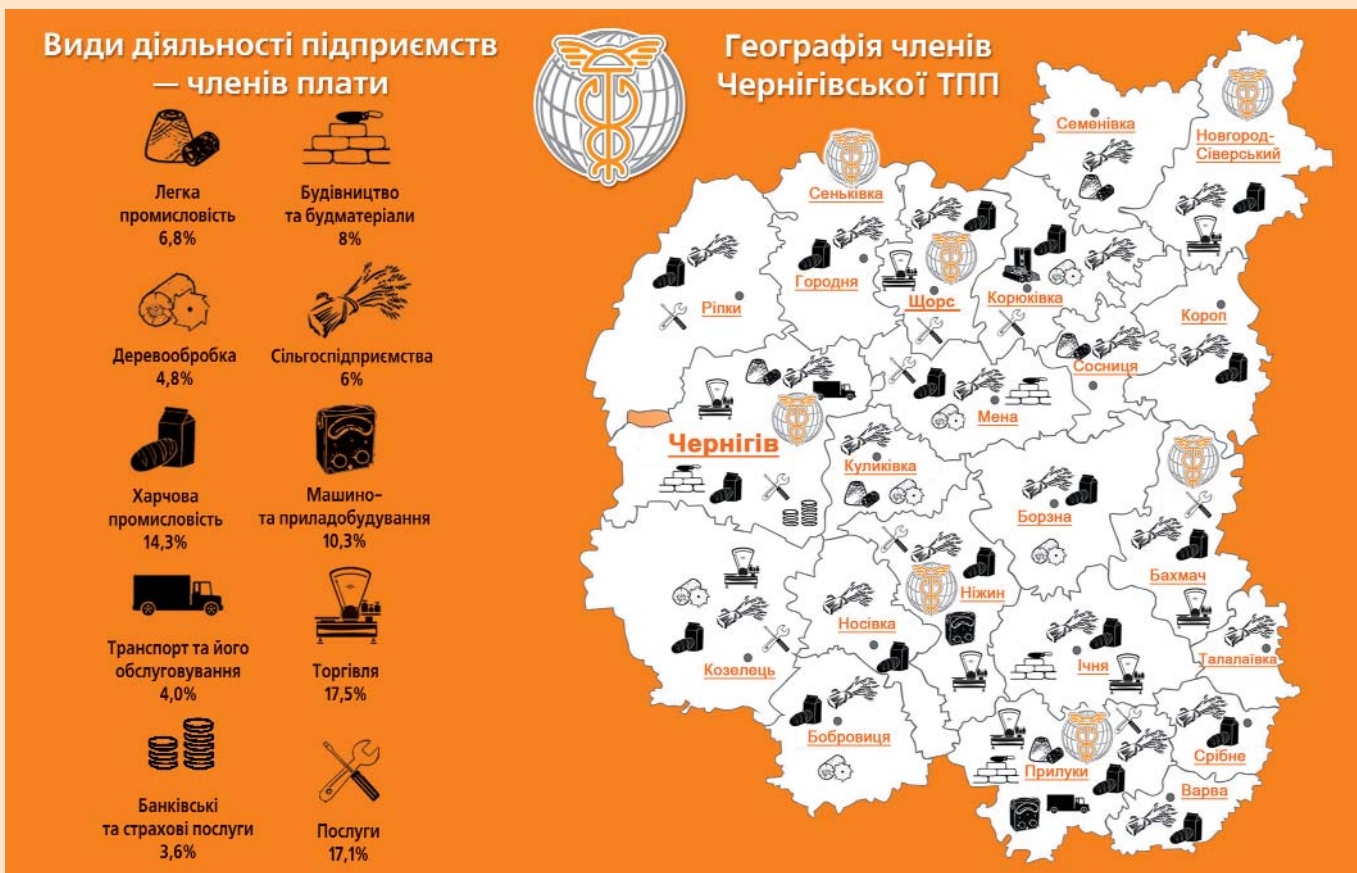 Види діяльності підприємств
— членів плати
Легка
промисловість
6,8%
Будівництво
та будматеріали
8%
Деревообробка
4,8%
Сільгоспідприємства
6%
Харчова
промисловість
14,3%
Машино-
та приладобудування
10,3%
Транспорт та його
обслуговування
4,0%
Торгівля
17,5%
Банківські
та страхові послуги
3,6%
Послуги
17,1%
Географія членів
Чернігівської ТПП
Семенівка
Новгород-
Сіверський
Сеньківка
Городня
Щорс
Корюківка
Ріпки
Короп
Сосниця
Мена
Чернігів
Куликівка
Борзна
Бахмач
Ніжин
Носівка
Козелець
Ічня
Талалаївка
Бобровиця
Прилуки
Срібне
Варва